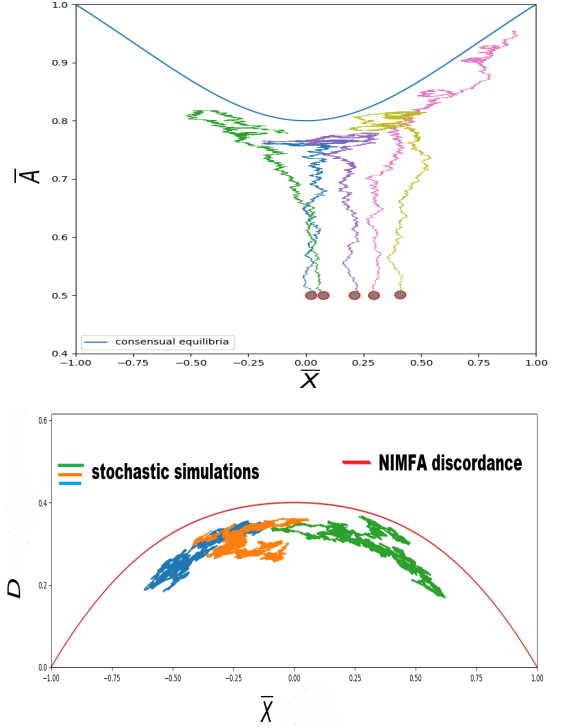 1.0
0.9
0.8
A
0.7
0.6
0.5
consensual equilibria
0.4
−1.00 −0.75 −0.50 −0.25 0.00 0.25 0.50 0.75 1.00
X
0.6
stochastic simulations
NIMFA discordance
0.4
D
0.2
0.0
−1.00 −0.75 −0.50 −0.25 0.00 0.25 0.50 0.75 1.00
X